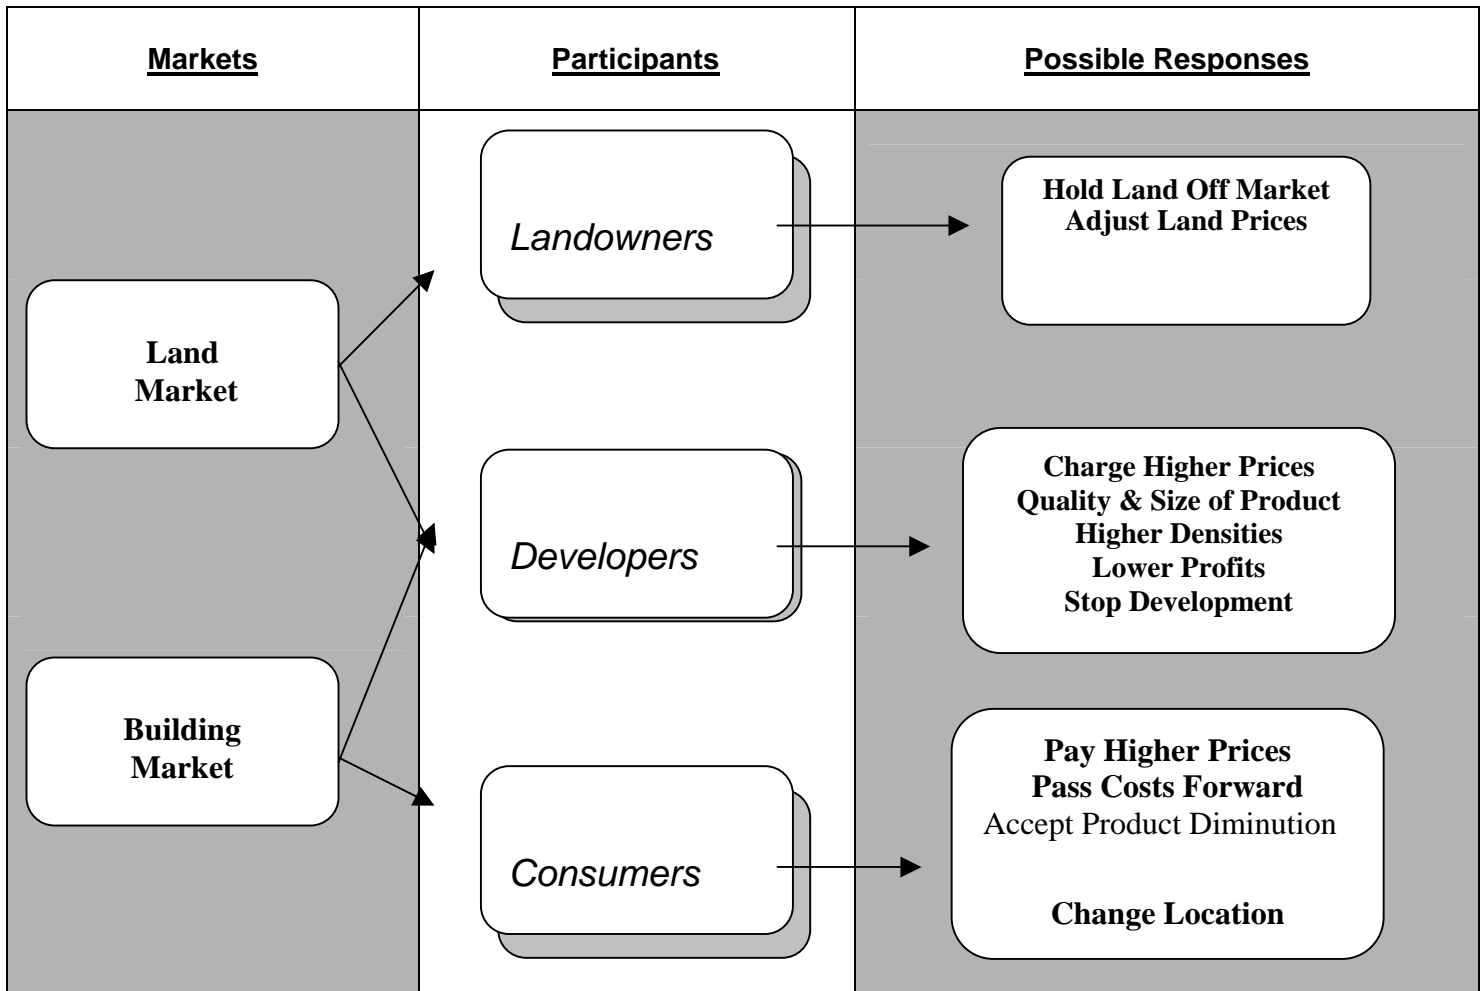 Markets
Participants
Possible Responses
Land
Market
Building
Market
Landowners
Developers
Consumers
Hold Land Off Market
Adjust Land Prices
Charge Higher Prices
Quality & Size of Product
Higher Densities
Lower Profits
Stop Development
Pay Higher Prices
Pass Costs Forward
Accept Product Diminution
Change Location